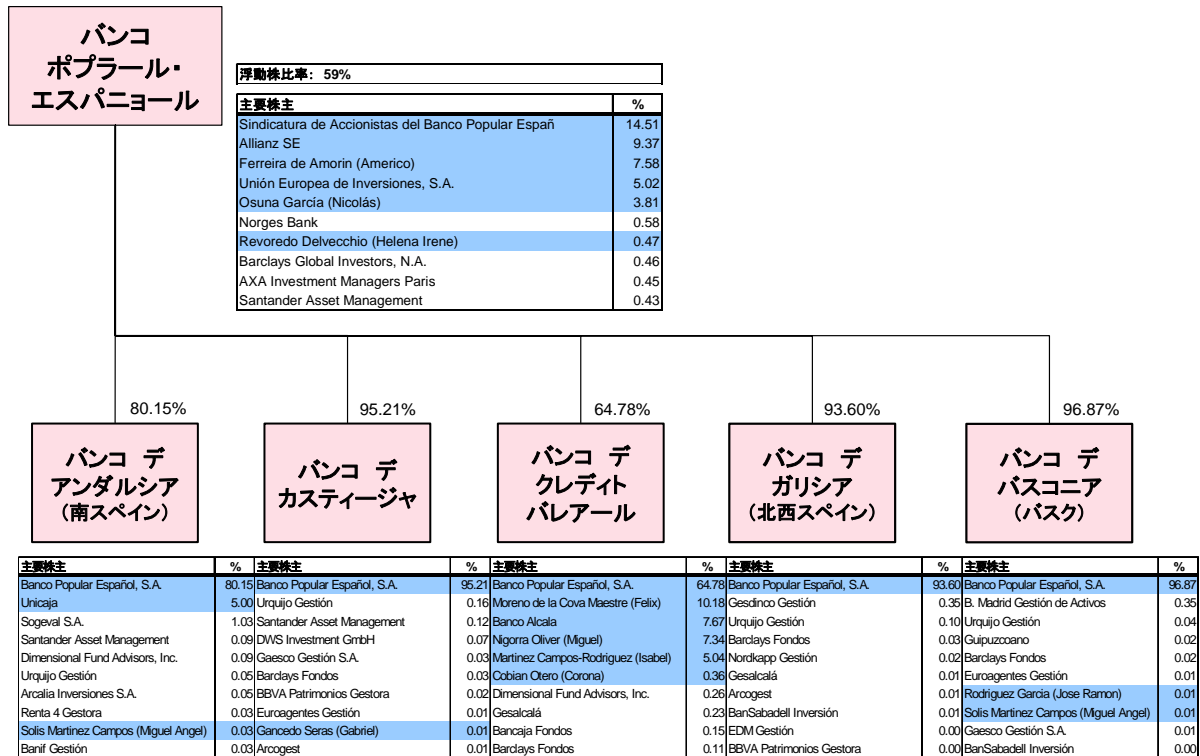 バンコ
ポプラール・
エスパニョール
浮動株比率: 59%
主要株主 %
Sindicatura de Accionistas del Banco Popular Españ 14.51
Allianz SE 9.37
Ferreira de Amorin (Americo) 7.58
Unión Europea de Inversiones, S.A. 5.02
Osuna García (Nicolás) 3.81
Norges Bank 0.58
Revoredo Delvecchio (Helena Irene) 0.47
Barclays Global Investors, N.A. 0.46
AXA Investment Managers Paris 0.45
Santander Asset Management 0.43
80.15% 95.21% 64.78% 93.60% 96.87%
バンコ デ
アンダルシア
(南スペイン)
バンコ デ
カスティージャ
バンコ デ
クレディト
バレアール
バンコ デ
ガリシア
(北西スペイン)
バンコ デ
バスコニア
(バスク)
主要株主 % 主要株主 % 主要株主 % 主要株主 % 主要株主 %
Banco Popular Español, S.A. 80.15 Banco Popular Español, S.A. 95.21 Banco Popular Español, S.A. 64.78 Banco Popular Español, S.A. 93.60 Banco Popular Español, S.A. 96.87
Unicaja 5.00 Urquijo Gestión 0.16 Moreno de la Cova Maestre (Felix) 10.18 Gesdinco Gestión 0.35 B. Madrid Gestión de Activos 0.35
Sogeval S.A. 1.03 Santander Asset Management 0.12 Banco Alcala 7.67 Urquijo Gestión 0.10 Urquijo Gestión 0.04
Santander Asset Management 0.09 DWS Investment GmbH 0.07 Nigorra Oliver (Miguel) 7.34 Barclays Fondos 0.03 Guipuzcoano 0.02
Dimensional Fund Advisors, Inc. 0.09 Gaesco Gestión S.A. 0.03 Martinez Campos-Rodriguez (Isabel) 5.04 Nordkapp Gestión 0.02 Barclays Fondos 0.02
Urquijo Gestión 0.05 Barclays Fondos 0.03 Cobian Otero (Corona) 0.36 Gesalcalá 0.01 Euroagentes Gestión 0.01
Arcalia Inversiones S.A. 0.05 BBVA Patrimonios Gestora 0.02 Dimensional Fund Advisors, Inc. 0.26 Arcogest 0.01 Rodriguez Garcia (Jose Ramon) 0.01
Renta 4 Gestora 0.03 Euroagentes Gestión 0.01 Gesalcalá 0.23 BanSabadell Inversión 0.01 Solis Martinez Campos (Miguel Angel) 0.01
Solis Martinez Campos (Miguel Angel) 0.03 Gancedo Seras (Gabriel) 0.01 Bancaja Fondos 0.15 EDM Gestión 0.00 Gaesco Gestión S.A. 0.01
Banif Gestión 0.03 Arcogest 0.01 Barclays Fondos 0.11 BBVA Patrimonios Gestora 0.00 BanSabadell Inversión 0.01